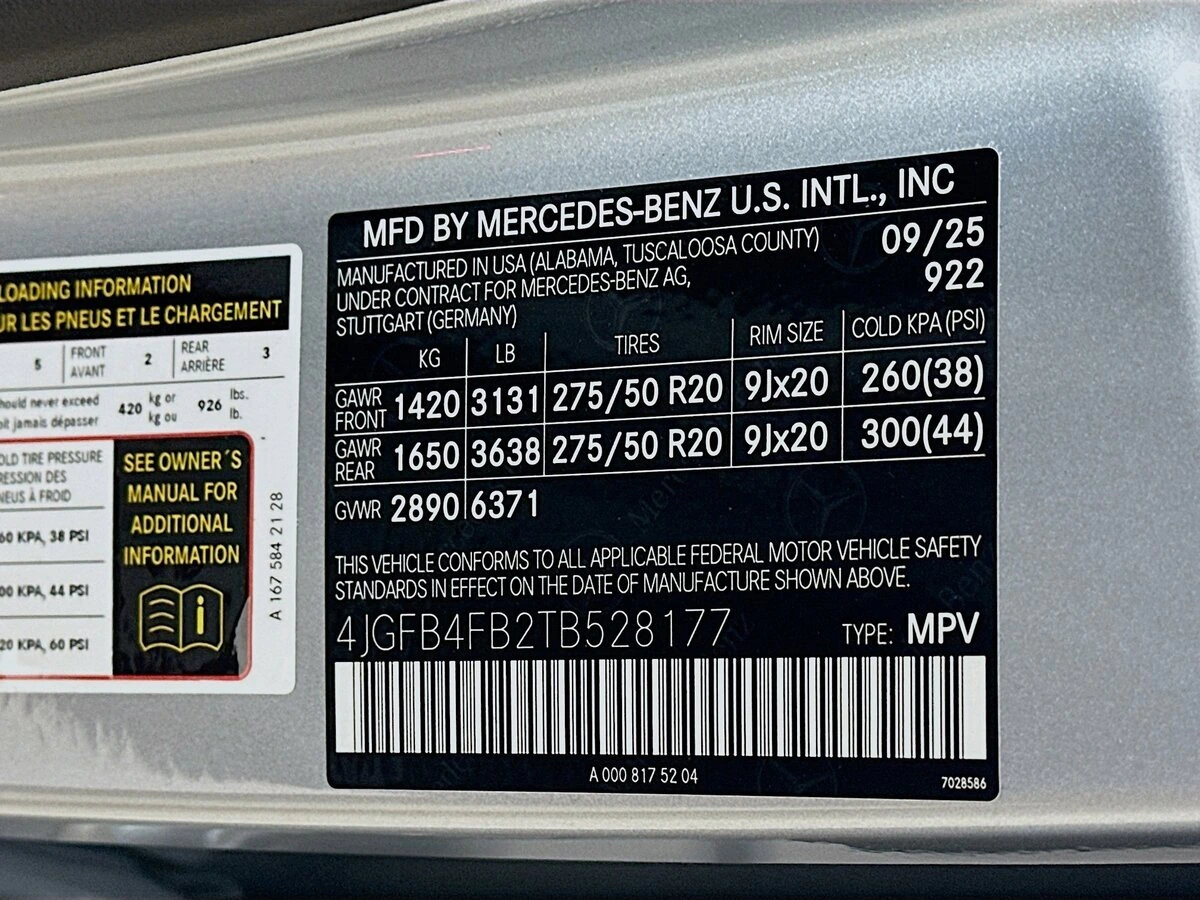 LOADING INFORMATION
UR LES PNEUS ET LE CHARGEMENT
5 FRONT AVANT 2 REAR ARRIÈRE 3
hould never exceed
oit jamais dépasser
420 kg or kg ou 926 lbs. lb.
OLD TIRE PRESSURE
RESSION DES
NEUS À FROID
60 KPA, 38 PSI
00 KPA, 44 PSI
20 KPA, 60 PSI
SEE OWNER´S
MANUAL FOR
ADDITIONAL
INFORMATION
A 167 584 21 28
MFD BY MERCEDES-BENZ U.S. INTL., INC
MANUFACTURED IN USA (ALABAMA, TUSCALOOSA COUNTY) 09/25
UNDER CONTRACT FOR MERCEDES-BENZ AG, 922
STUTTGART (GERMANY)
KG LB TIRES RIM SIZE COLD KPA (PSI)
GAWR FRONT 1420 3131 275/50 R20 9Jx20 260(38)
GAWR REAR 1650 3638 275/50 R20 9Jx20 300(44)
GVWR 2890 6371
THIS VEHICLE CONFORMS TO ALL APPLICABLE FEDERAL MOTOR VEHICLE SAFETY
STANDARDS IN EFFECT ON THE DATE OF MANUFACTURE SHOWN ABOVE.
4JGFB4FB2TB528177 TYPE: MPV
A 000 817 52 04
7028586